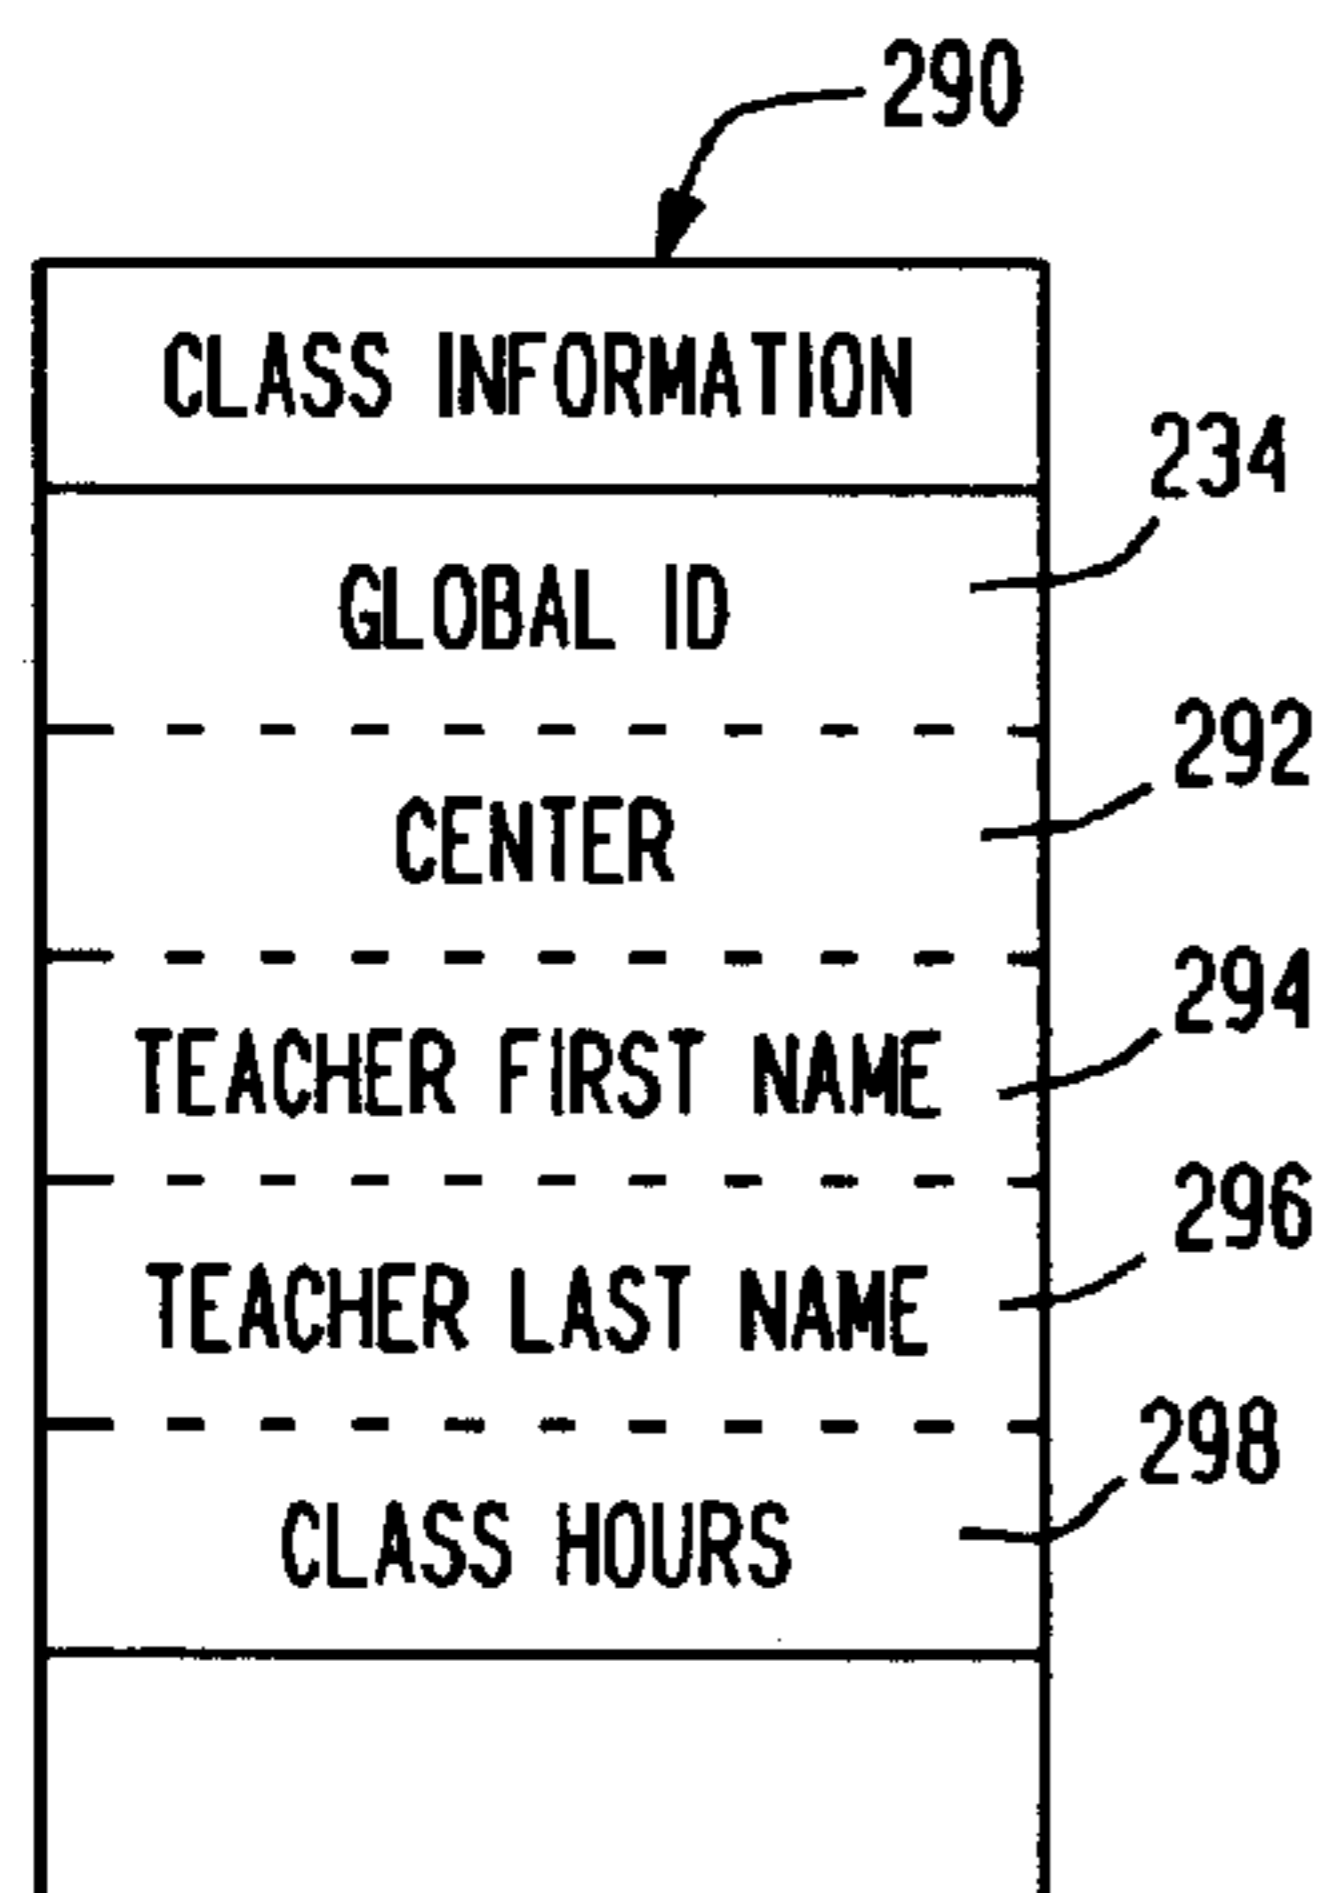 290
CLASS INFORMATION
234
GLOBAL ID
292
CENTER
294
TEACHER FIRST NAME
296
TEACHER LAST NAME
298
CLASS HOURS